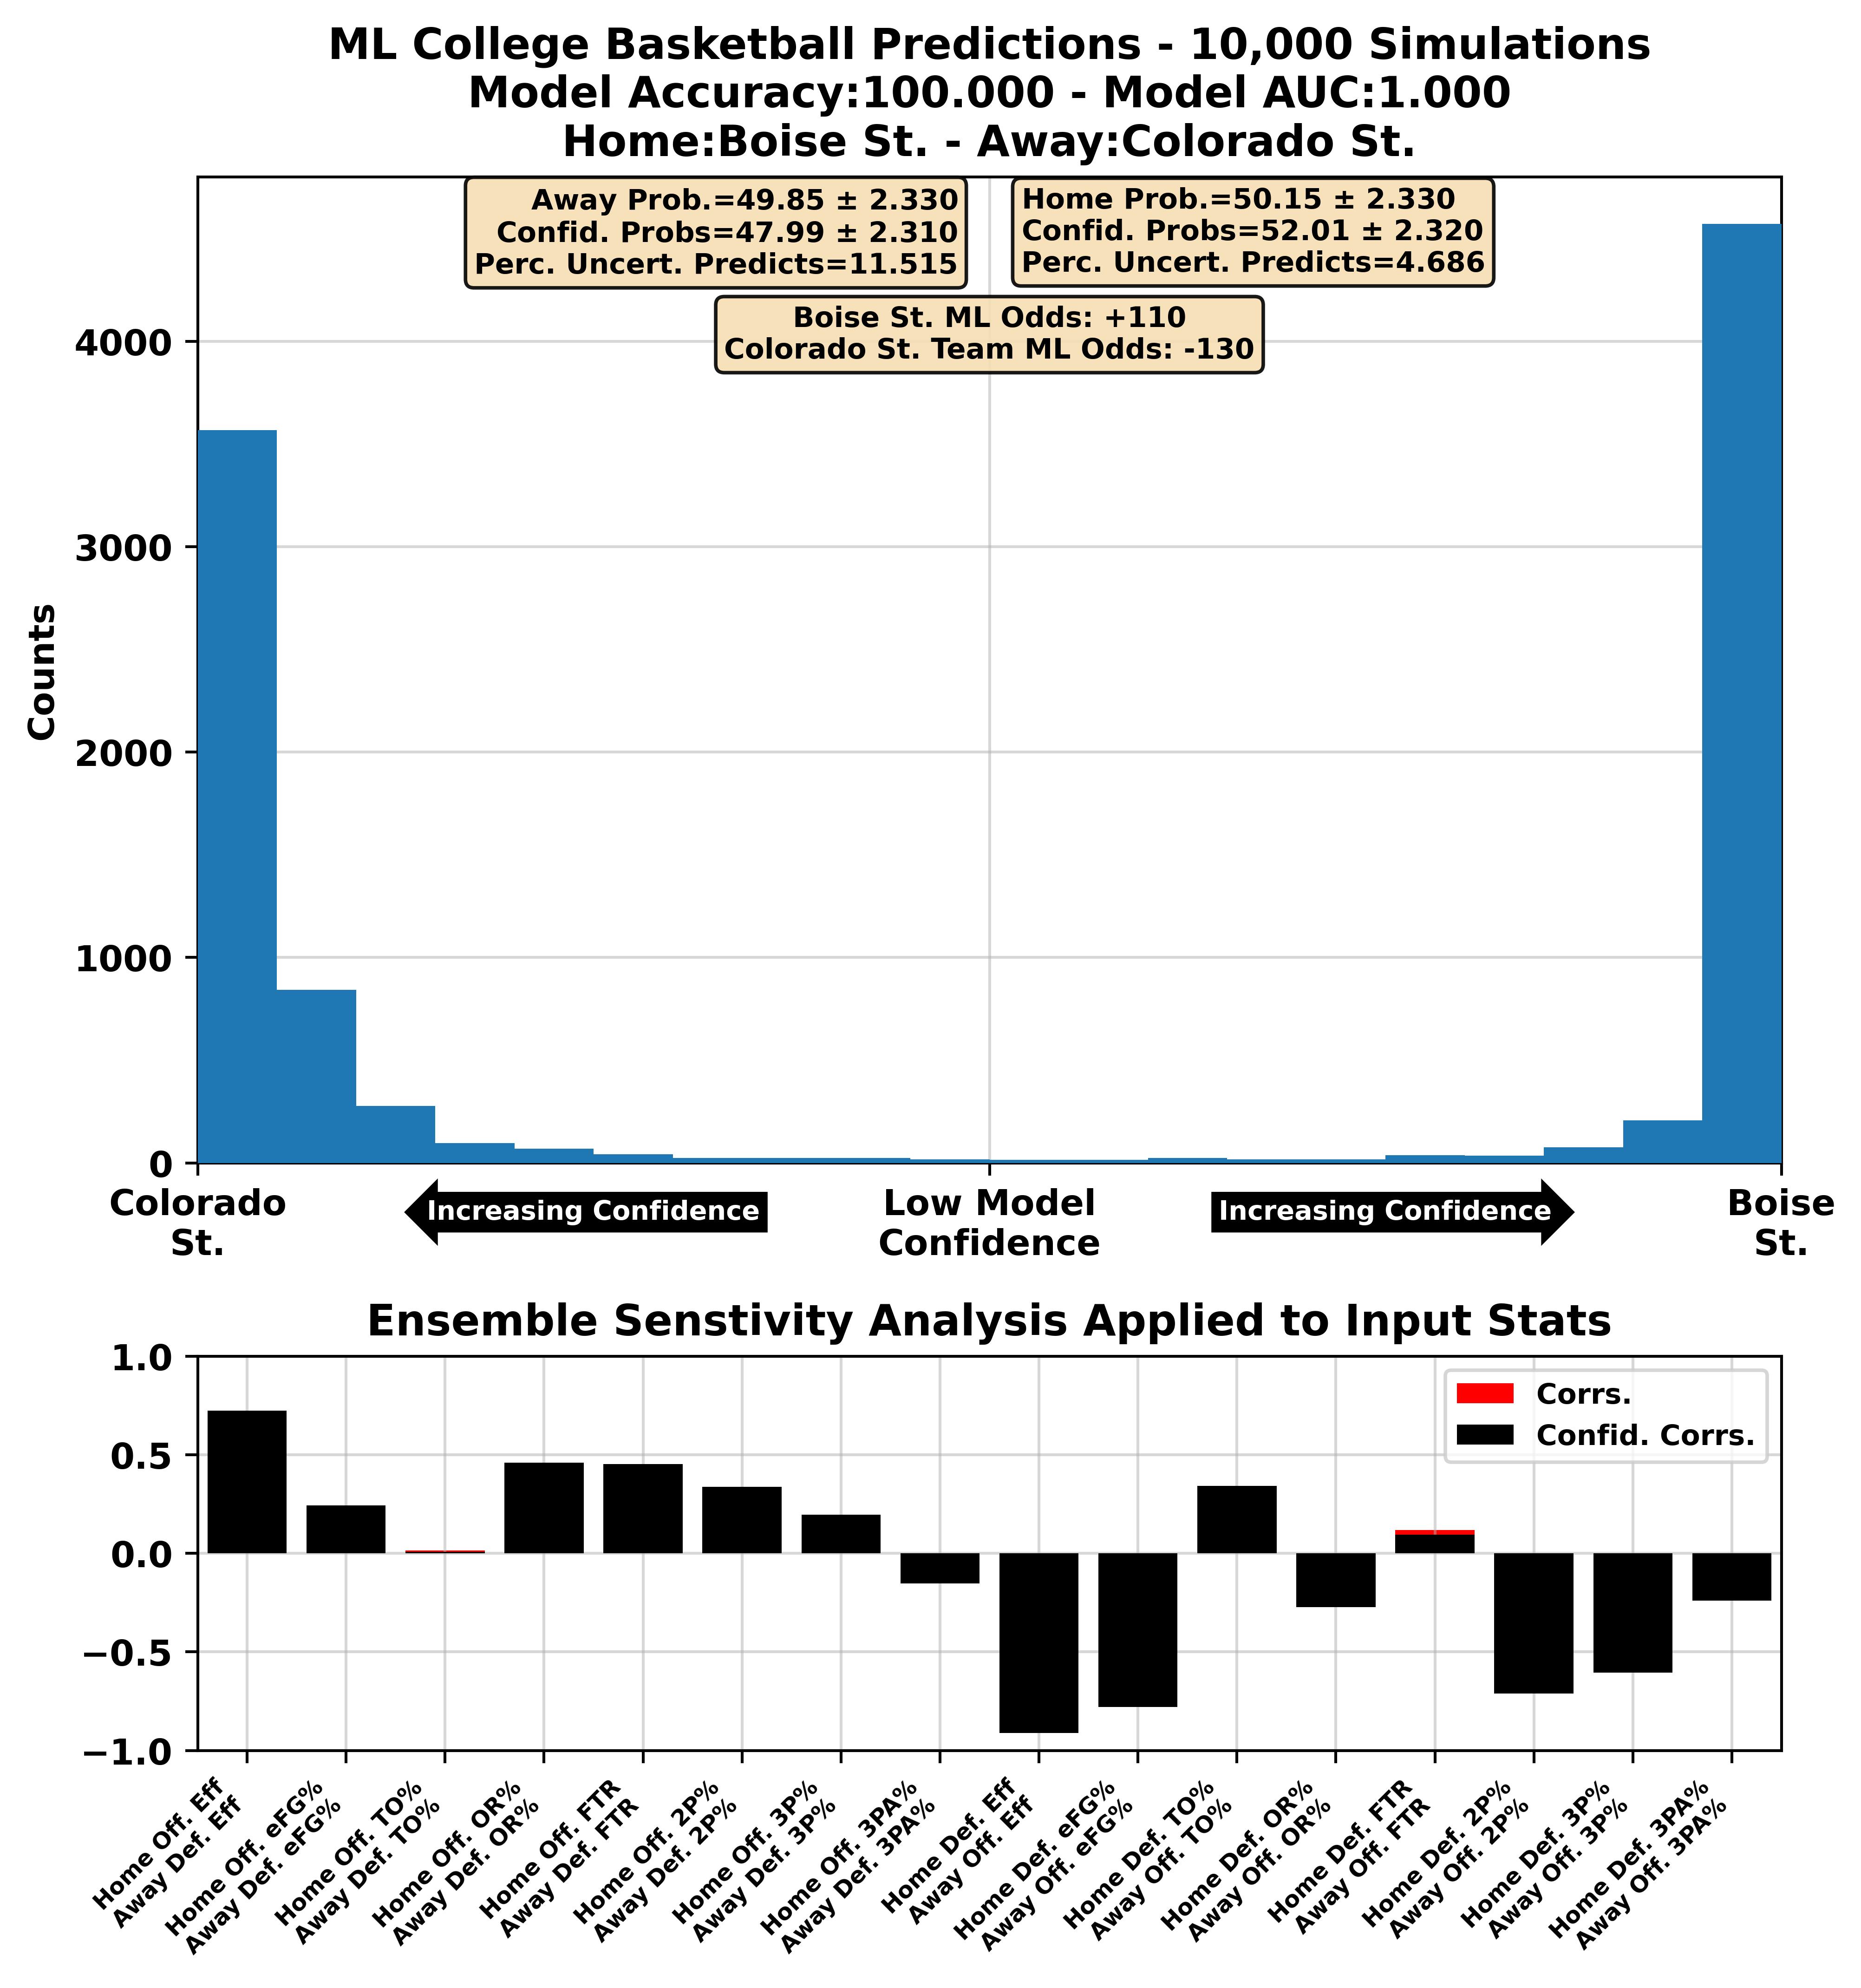 ML College Basketball Predictions - 10,000 Simulations
Model Accuracy:100.000 - Model AUC:1.000
Home:Boise St. - Away:Colorado St.
Away Prob.=49.85 ± 2.330
Confid. Probs=47.99 ± 2.310
Perc. Uncert. Predicts=11.515
Home Prob.=50.15 ± 2.330
Confid. Probs=52.01 ± 2.320
Perc. Uncert. Predicts=4.686
Boise St. ML Odds: +110
Colorado St. Team ML Odds: -130
Counts
4000
3000
2000
1000
0
Colorado
St.
Increasing Confidence
Low Model
Confidence
Increasing Confidence
Boise
St.
Ensemble Senstivity Analysis Applied to Input Stats
1.0
0.5
0.0
−0.5
−1.0
Corrs.
Confid. Corrs.
Home Off. Eff
Away Def. Eff
Home Off. eFG%
Away Def. eFG%
Home Off. TO%
Away Def. TO%
Home Off. OR%
Away Def. OR%
Home Off. FTR
Away Def. FTR
Home Off. 2P%
Away Def. 2P%
Home Off. 3P%
Away Def. 3P%
Home Off. 3PA%
Away Def. 3PA%
Home Def. Eff
Away Off. Eff
Home Def. eFG%
Away Off. eFG%
Home Def. TO%
Away Off. TO%
Home Def. OR%
Away Off. OR%
Home Def. FTR
Away Off. FTR
Home Def. 2P%
Away Off. 2P%
Home Def. 3P%
Away Off. 3P%
Home Def. 3PA%
Away Off. 3PA%